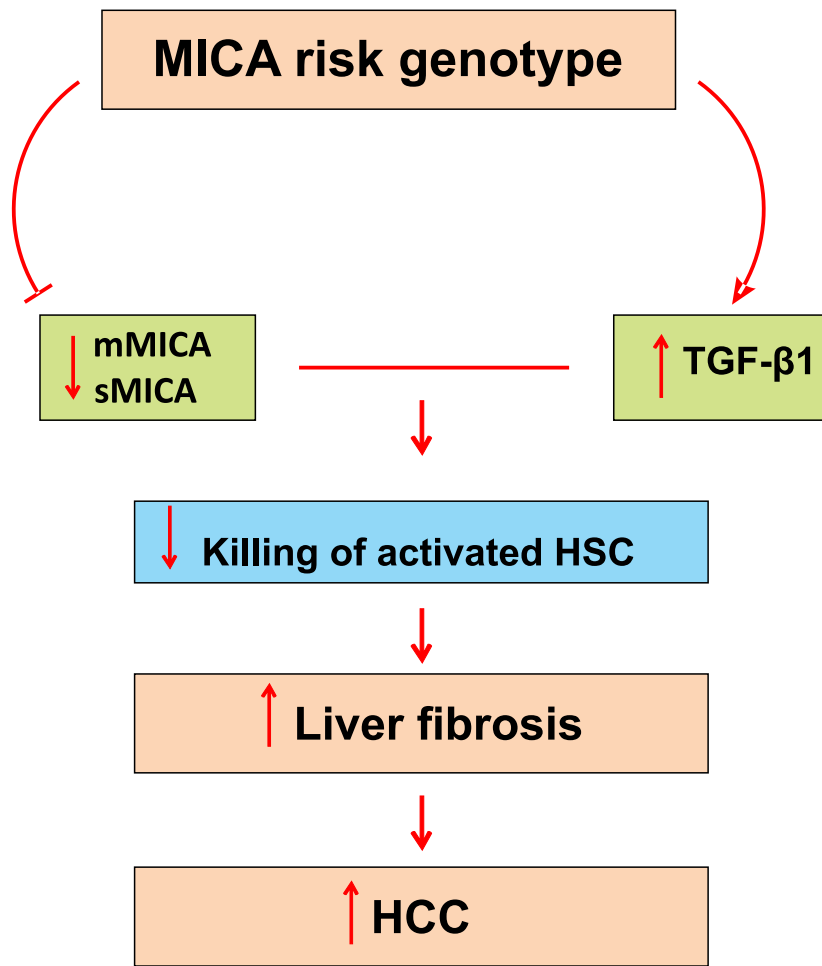 MICA risk genotype
mMICA
sMICA
TGF-β1
Killing of activated HSC
Liver fibrosis
HCC